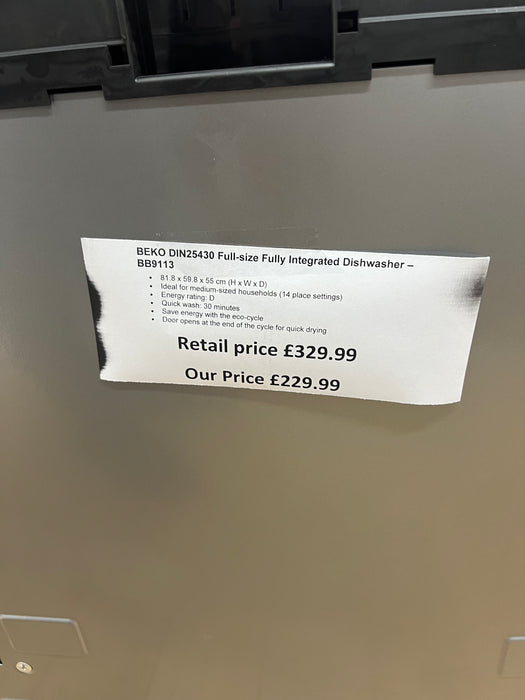 BEKO DIN25430 Full-size Fully Integrated Dishwasher –
BB9113
• 81.8 x 59.8 x 55 cm (H x W x D)
• Ideal for medium-sized households (14 place settings)
• Energy rating: D
• Quick wash: 30 minutes
• Save energy with the eco-cycle
• Door opens at the end of the cycle for quick drying
Retail price £329.99
Our Price £229.99